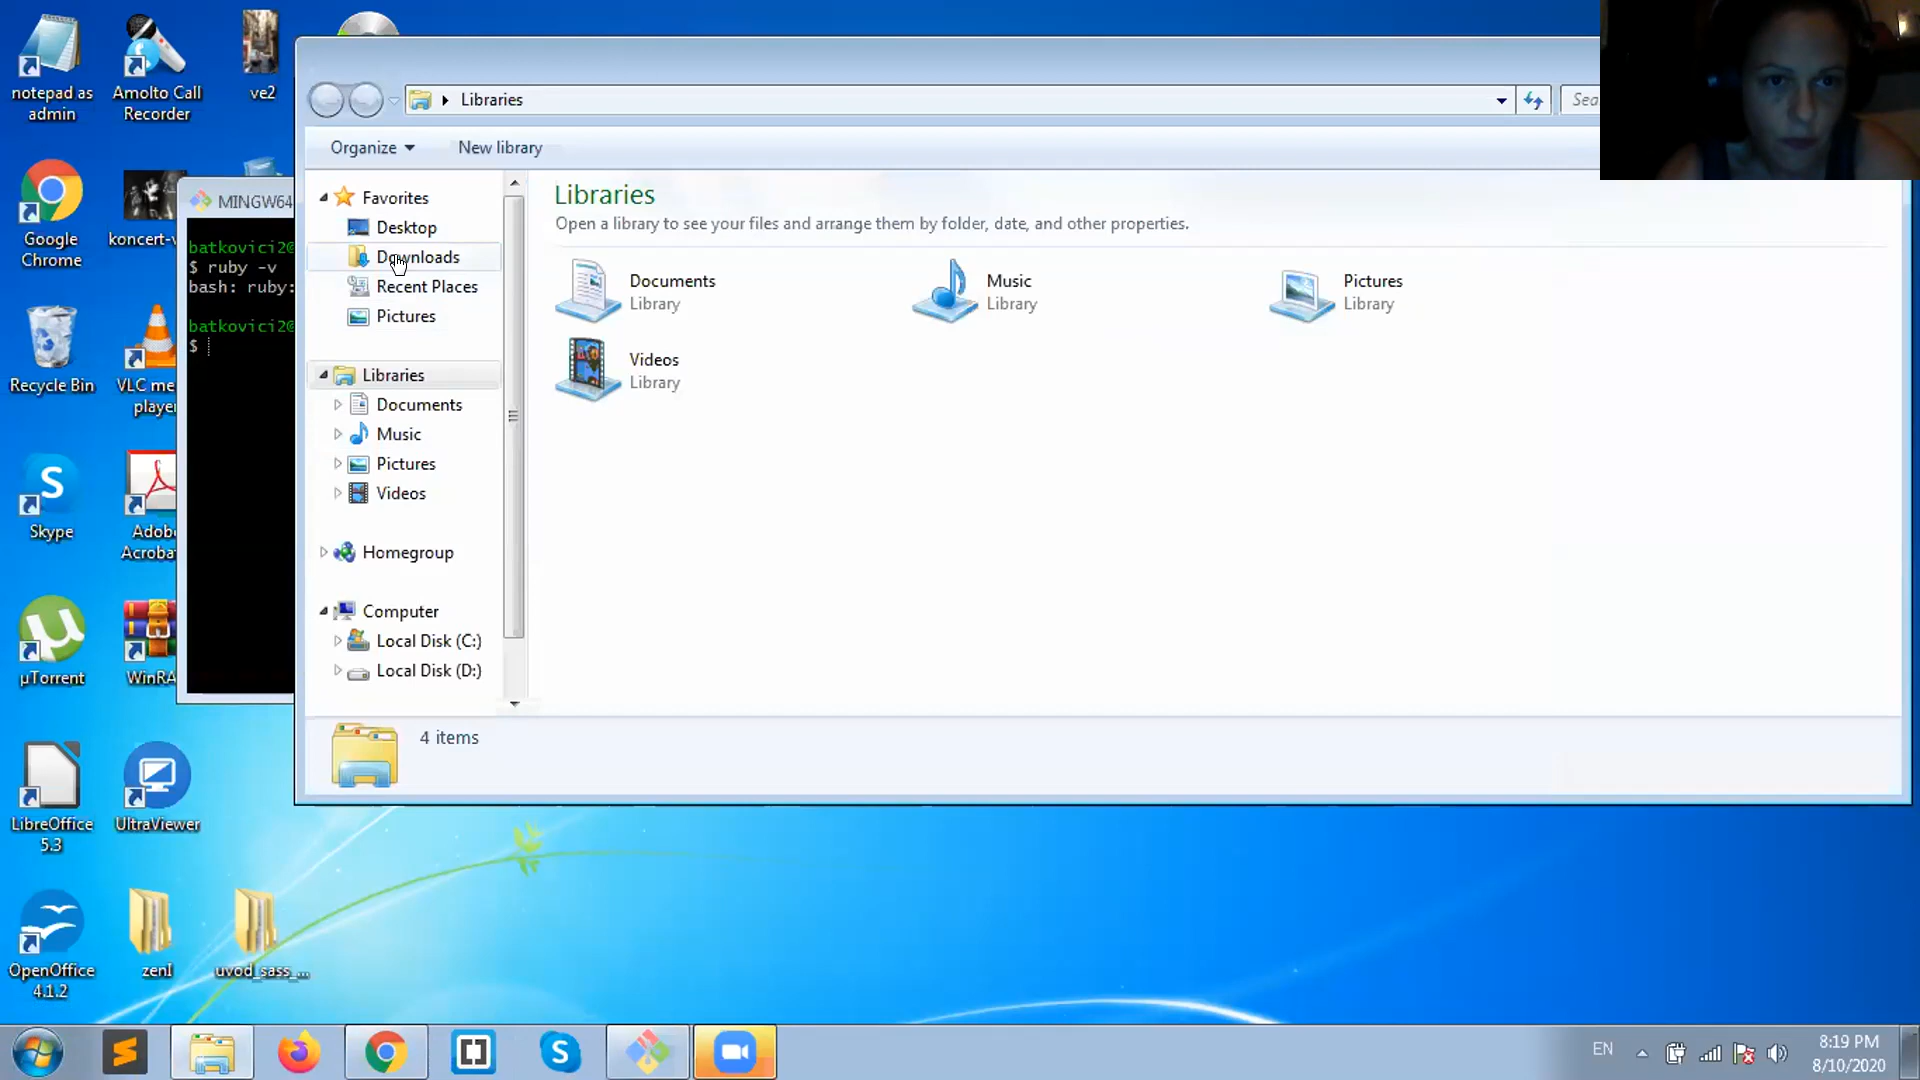 notepad as
admin
Amolto Call
Recorder
ve2
Google
Chrome
koncert-v
Recycle Bin
VLC me
player
Skype
Adob
Acrobat
µTorrent
WinRA
LibreOffice
5.3
UltraViewer
OpenOffice
4.1.2
zenI
uvod_sass_...
MINGW64
batkovici2@
$ ruby -v
bash: ruby:
batkovici2@
$
Libraries
Sea
Organize
New library
Favorites
Desktop
Downloads
Recent Places
Pictures
Libraries
Documents
Music
Pictures
Videos
Homegroup
Computer
Local Disk (C:)
Local Disk (D:)
Libraries
Open a library to see your files and arrange them by folder, date, and other properties.
Documents
Library
Music
Library
Pictures
Library
Videos
Library
4 items
EN
8:19 PM
8/10/2020